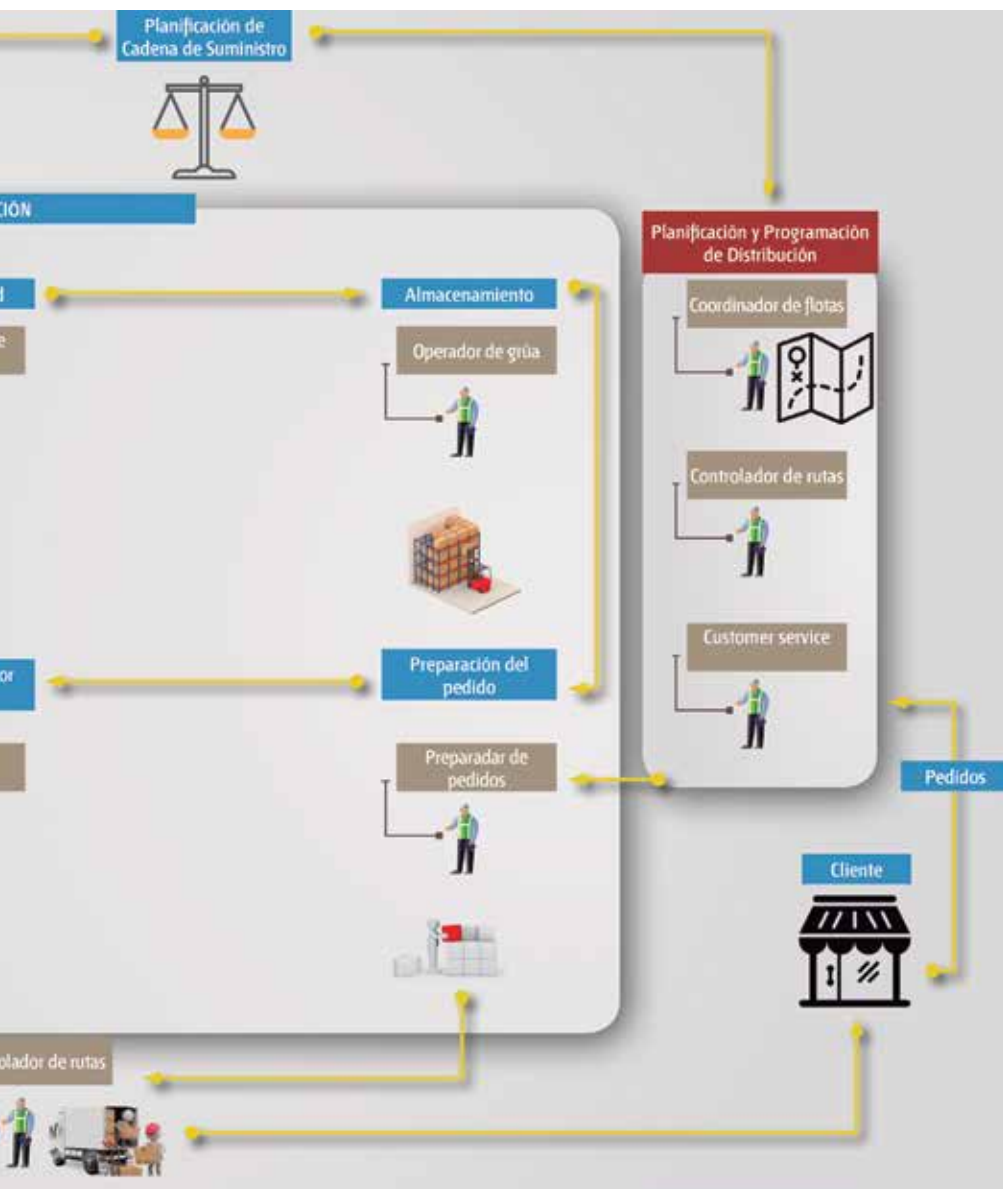 Planificación de
Cadena de Suministro
CIÓN
Planificación y Programación
de Distribución
d
Almacenamiento
Coordinador de flotas
e
Operador de grúa
Controlador de rutas
Customer service
or
Preparación del
pedido
Preparadar de
pedidos
Pedidos
Cliente
olador de rutas